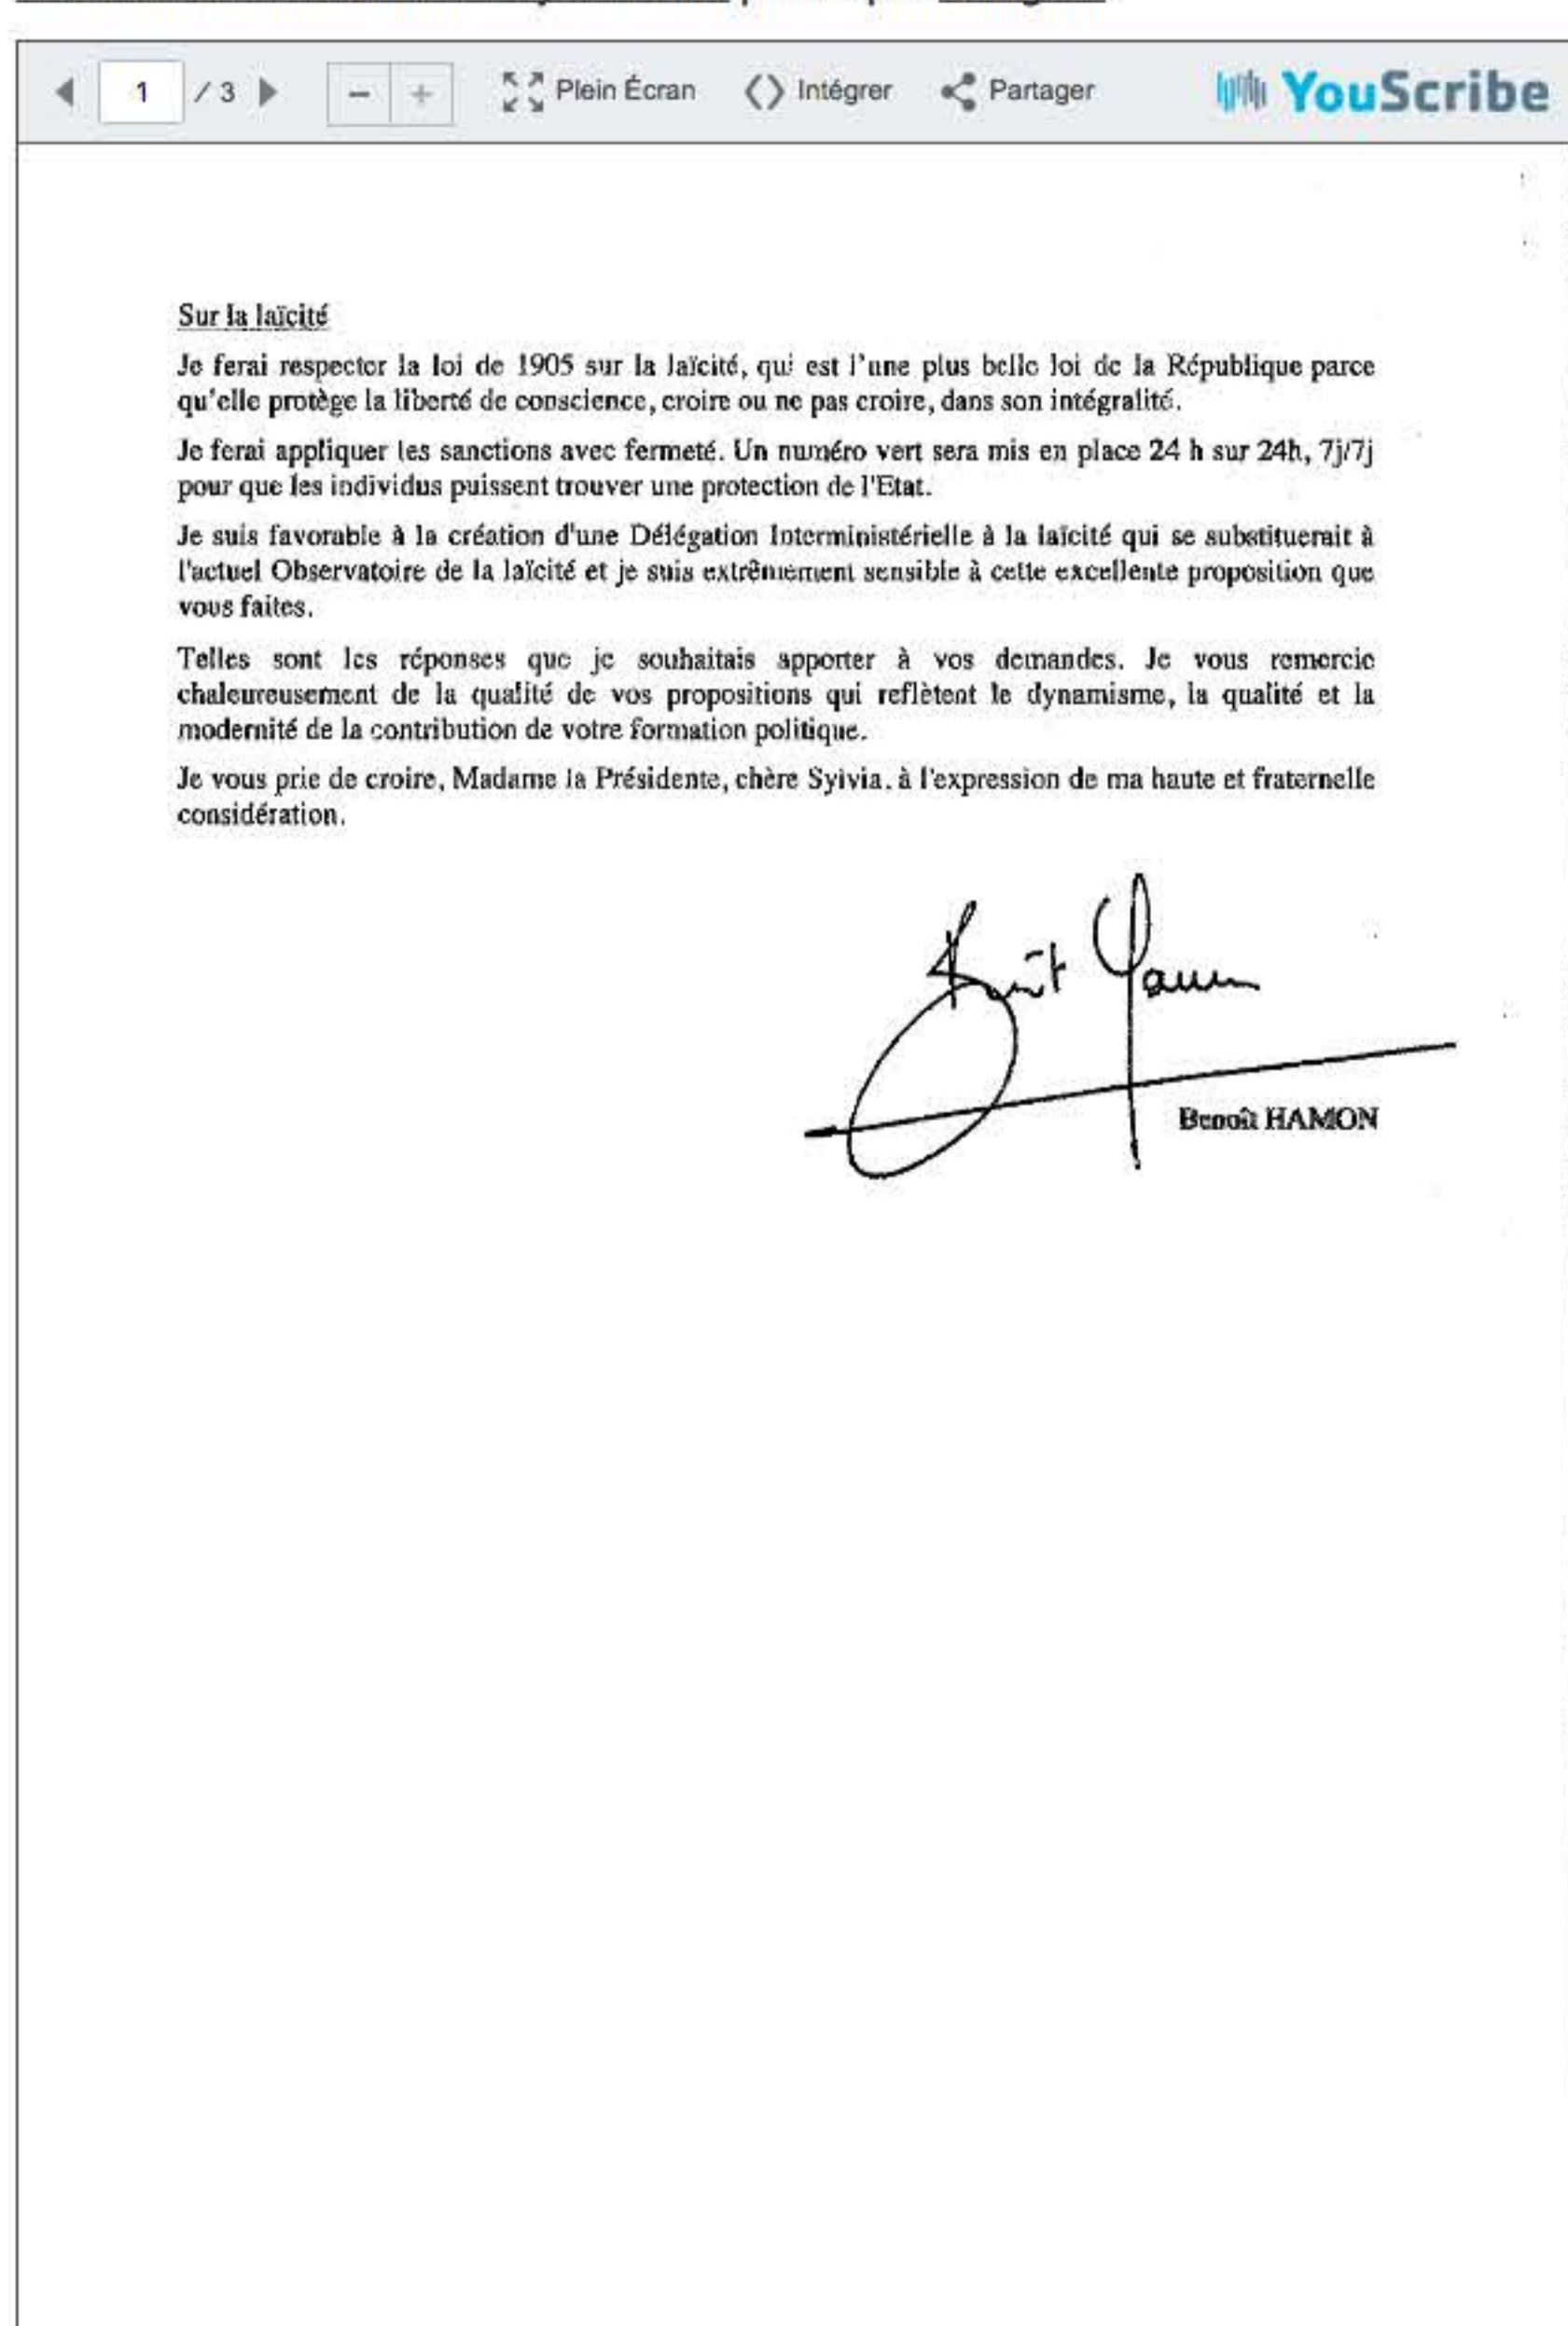 1 / 3 Plein Écran Intégrer Partager YouScribe
Sur la laïcité
Je ferai respecter la loi de 1905 sur la laïcité, qui est l'une plus belle loi de la République parce
qu'elle protège la liberté de conscience, croire ou ne pas croire, dans son intégralité.
Je ferai appliquer les sanctions avec fermeté. Un numéro vert sera mis en place 24 h sur 24h, 7j/7j
pour que les individus puissent trouver une protection de l'Etat.
Je suis favorable à la création d'une Délégation Interministérielle à la laïcité qui se substituerait à
l'actuel Observatoire de la laïcité et je suis extrêmement sensible à cette excellente proposition que
vous faites.
Telles sont les réponses que je souhaitais apporter à vos demandes. Je vous remercie
chaleureusement de la qualité de vos propositions qui reflètent le dynamisme, la qualité et la
modernité de la contribution de votre formation politique.
Je vous prie de croire, Madame la Présidente, chère Sylvia, à l'expression de ma haute et fraternelle
considération.
Benoît Hamon
Benoît HAMON